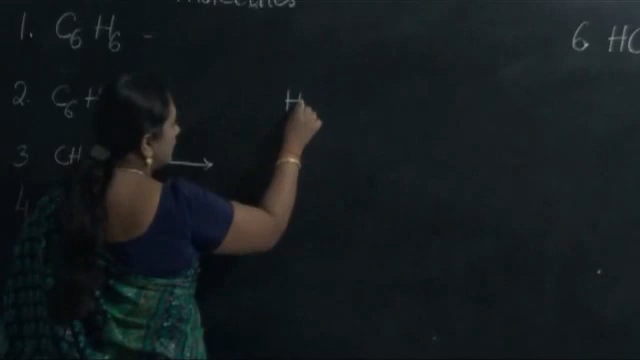 molecules
1. C6H6 -
6. HC
2. C6H
H
3 CH →
4